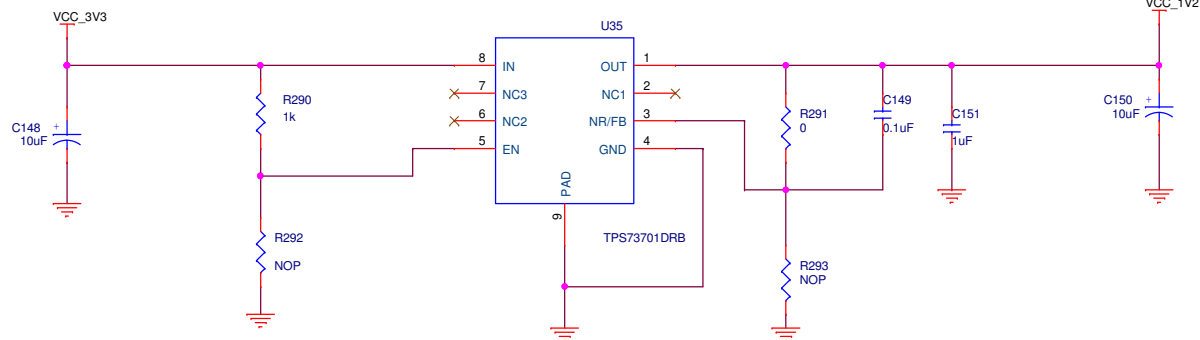 VCC_3V3
VCC_1V2
U35
8 IN
OUT 1
7 NC3
NC1 2
6 NC2
NR/FB 3
5 EN
GND 4
PAD
9
TPS73701DRB
C148
10uF
R290
1k
R292
NOP
R291
0
C149
0.1uF
C151
1uF
C150
10uF
R293
NOP
+
+